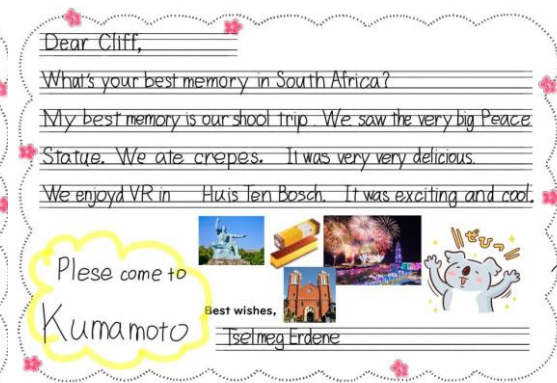 Dear Cliff,
What's your best memory in South Africa?
My best memory is our shool trip. We saw the very big Peace
Statue. We ate crepes. It was very very delicious.
We enjoyd VR in Huis Ten Bosch. It was exciting and cool.
ぜひっ
Plese come to
Kumamoto
Best wishes,
Tselmeg Erdene